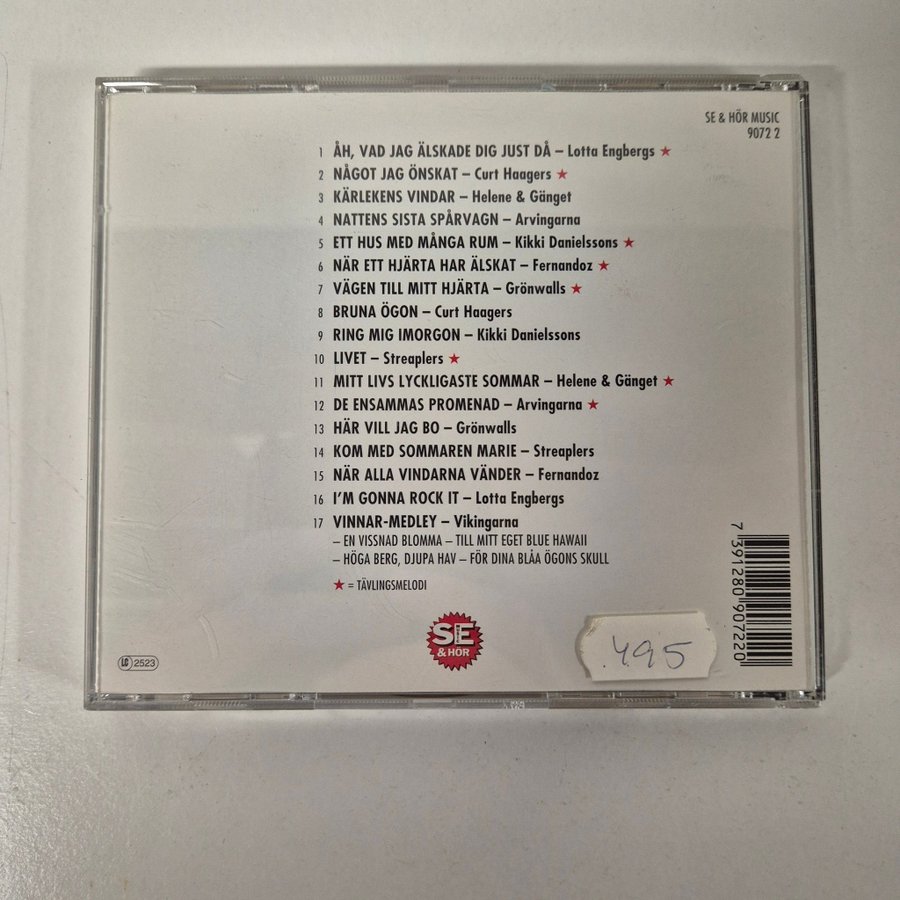 SE & HÖR MUSIC
9072 2
1 ÅH, VAD JAG ÄLSKADE DIG JUST DÅ – Lotta Engbergs ★
2 NÅGOT JAG ÖNSKAT – Curt Haagers ★
3 KÄRLEKENS VINDAR – Helene & Gänget
4 NATTENS SISTA SPÅRVAGN – Arvingarna
5 ETT HUS MED MÅNGA RUM – Kikki Danielssons ★
6 NÄR ETT HJÄRTA HAR ÄLSKAT – Fernandoz ★
7 VÄGEN TILL MITT HJÄRTA – Grönwalls ★
8 BRUNA ÖGON – Curt Haagers
9 RING MIG IMORGON – Kikki Danielssons
10 LIVET – Streaplers ★
11 MITT LIVS LYCKLIGASTE SOMMAR – Helene & Gänget ★
12 DE ENSAMMAS PROMENAD – Arvingarna ★
13 HÄR VILL JAG BO – Grönwalls
14 KOM MED SOMMAREN MARIE – Streaplers
15 NÄR ALLA VINDARNA VÄNDER – Fernandoz
16 I'M GONNA ROCK IT – Lotta Engbergs
17 VINNAR-MEDLEY – Vikingarna
– EN VISSNAD BLOMMA – TILL MITT EGET BLUE HAWAII
– HÖGA BERG, DJUPA HAV – FÖR DINA BLÅA ÖGONS SKULL
★ = TÄVLINGSMELODI
SE
& HÖR
LC 2523
495
7 391280 907220